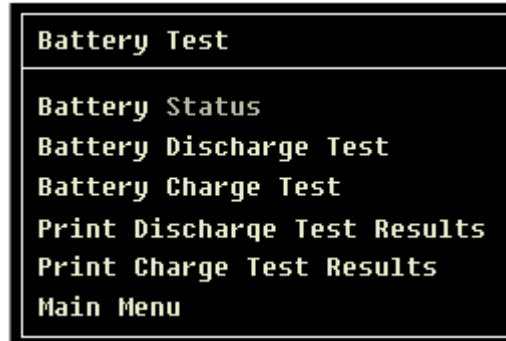 Battery Test
Battery Status
Battery Discharge Test
Battery Charge Test
Print Discharge Test Results
Print Charge Test Results
Main Menu